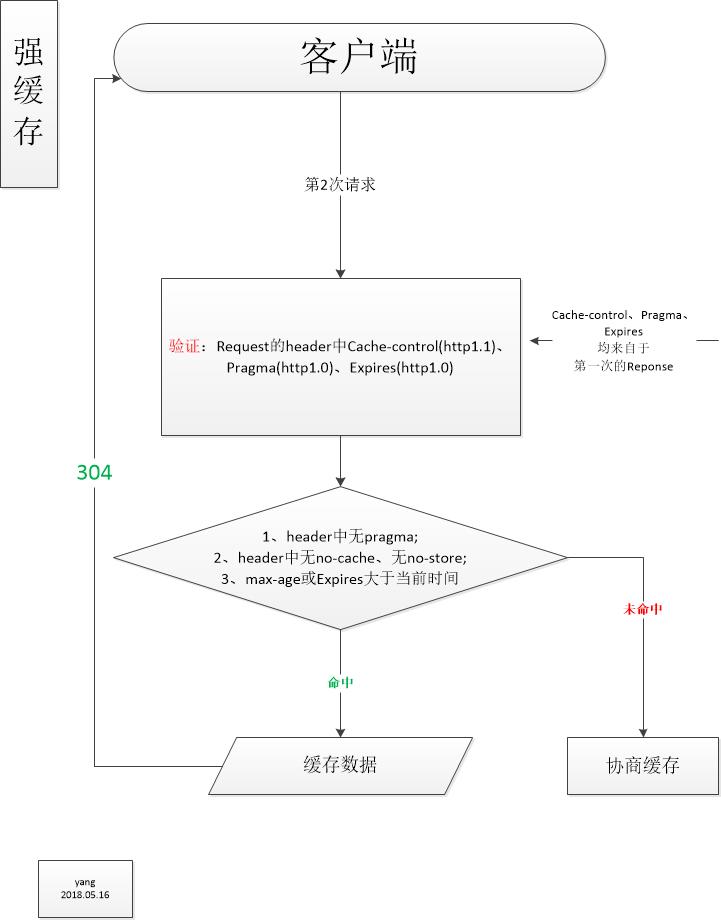 强
缓
存
客户端
第2次请求
验证：Request的header中Cache-control(http1.1)、
Pragma(http1.0)、Expires(http1.0)
Cache-control、Pragma、
Expires
均来自于
第一次的Reponse
304
1、header中无pragma;
2、header中无no-cache、无no-store;
3、max-age或Expires大于当前时间
未命中
命中
缓存数据
协商缓存
yang
2018.05.16